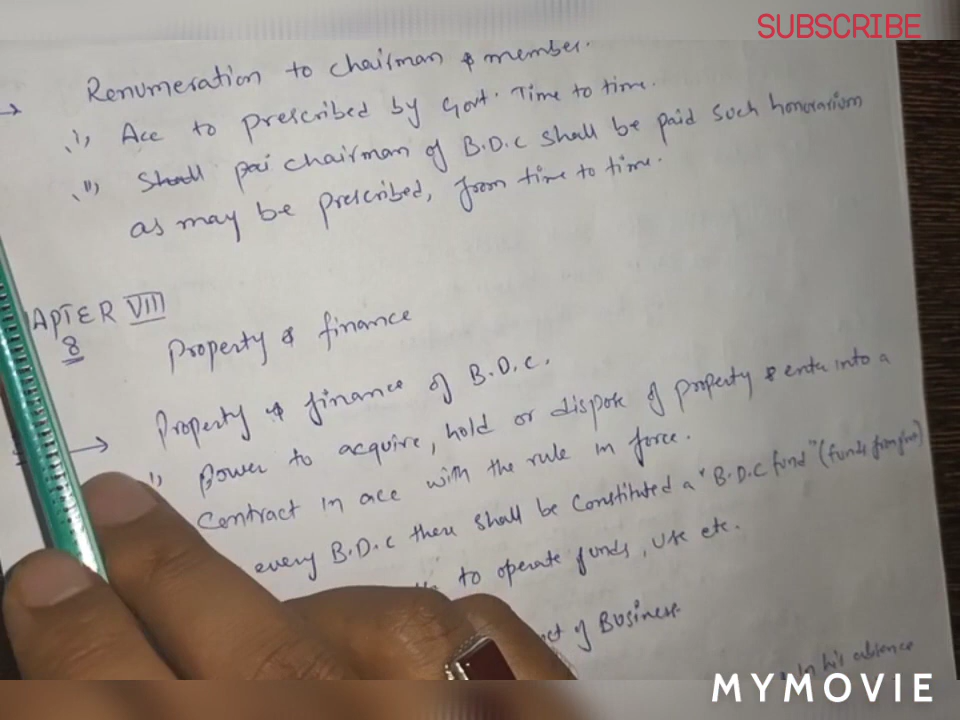 SUBSCRIBE
→ Renumeration to chairman & member.
i, Acc to prescribed by Govt. Time to time.
ii, Shall pai chairman of B.D.C shall be paid such honorarium
as may be prescribed, from time to time.
APTER VIII
8
Property & finance
→ Property & finance of B.D.C.
i, power to acquire, hold or dispose of property & enter into a
Contract in acc with the rule in force.
every B.D.C there shall be Constituted a "B.D.C fund" (funds from
to operate funds, use etc.
of Business
in his absence
MYMOVIE